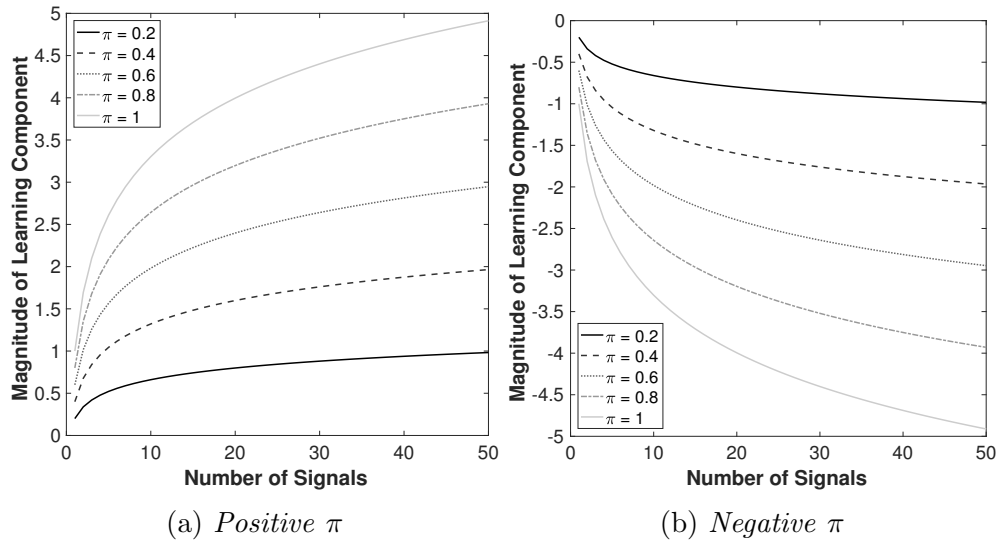 5
4.5
4
3.5
3
2.5
2
1.5
1
0.5
0
Magnitude of Learning Component
π = 0.2
π = 0.4
π = 0.6
π = 0.8
π = 1
0 10 20 30 40 50
Number of Signals
(a) Positive π
-0
-0.5
-1
-1.5
-2
-2.5
-3
-3.5
-4
-4.5
-5
Magnitude of Learning Component
π = 0.2
π = 0.4
π = 0.6
π = 0.8
π = 1
0 10 20 30 40 50
Number of Signals
(b) Negative π